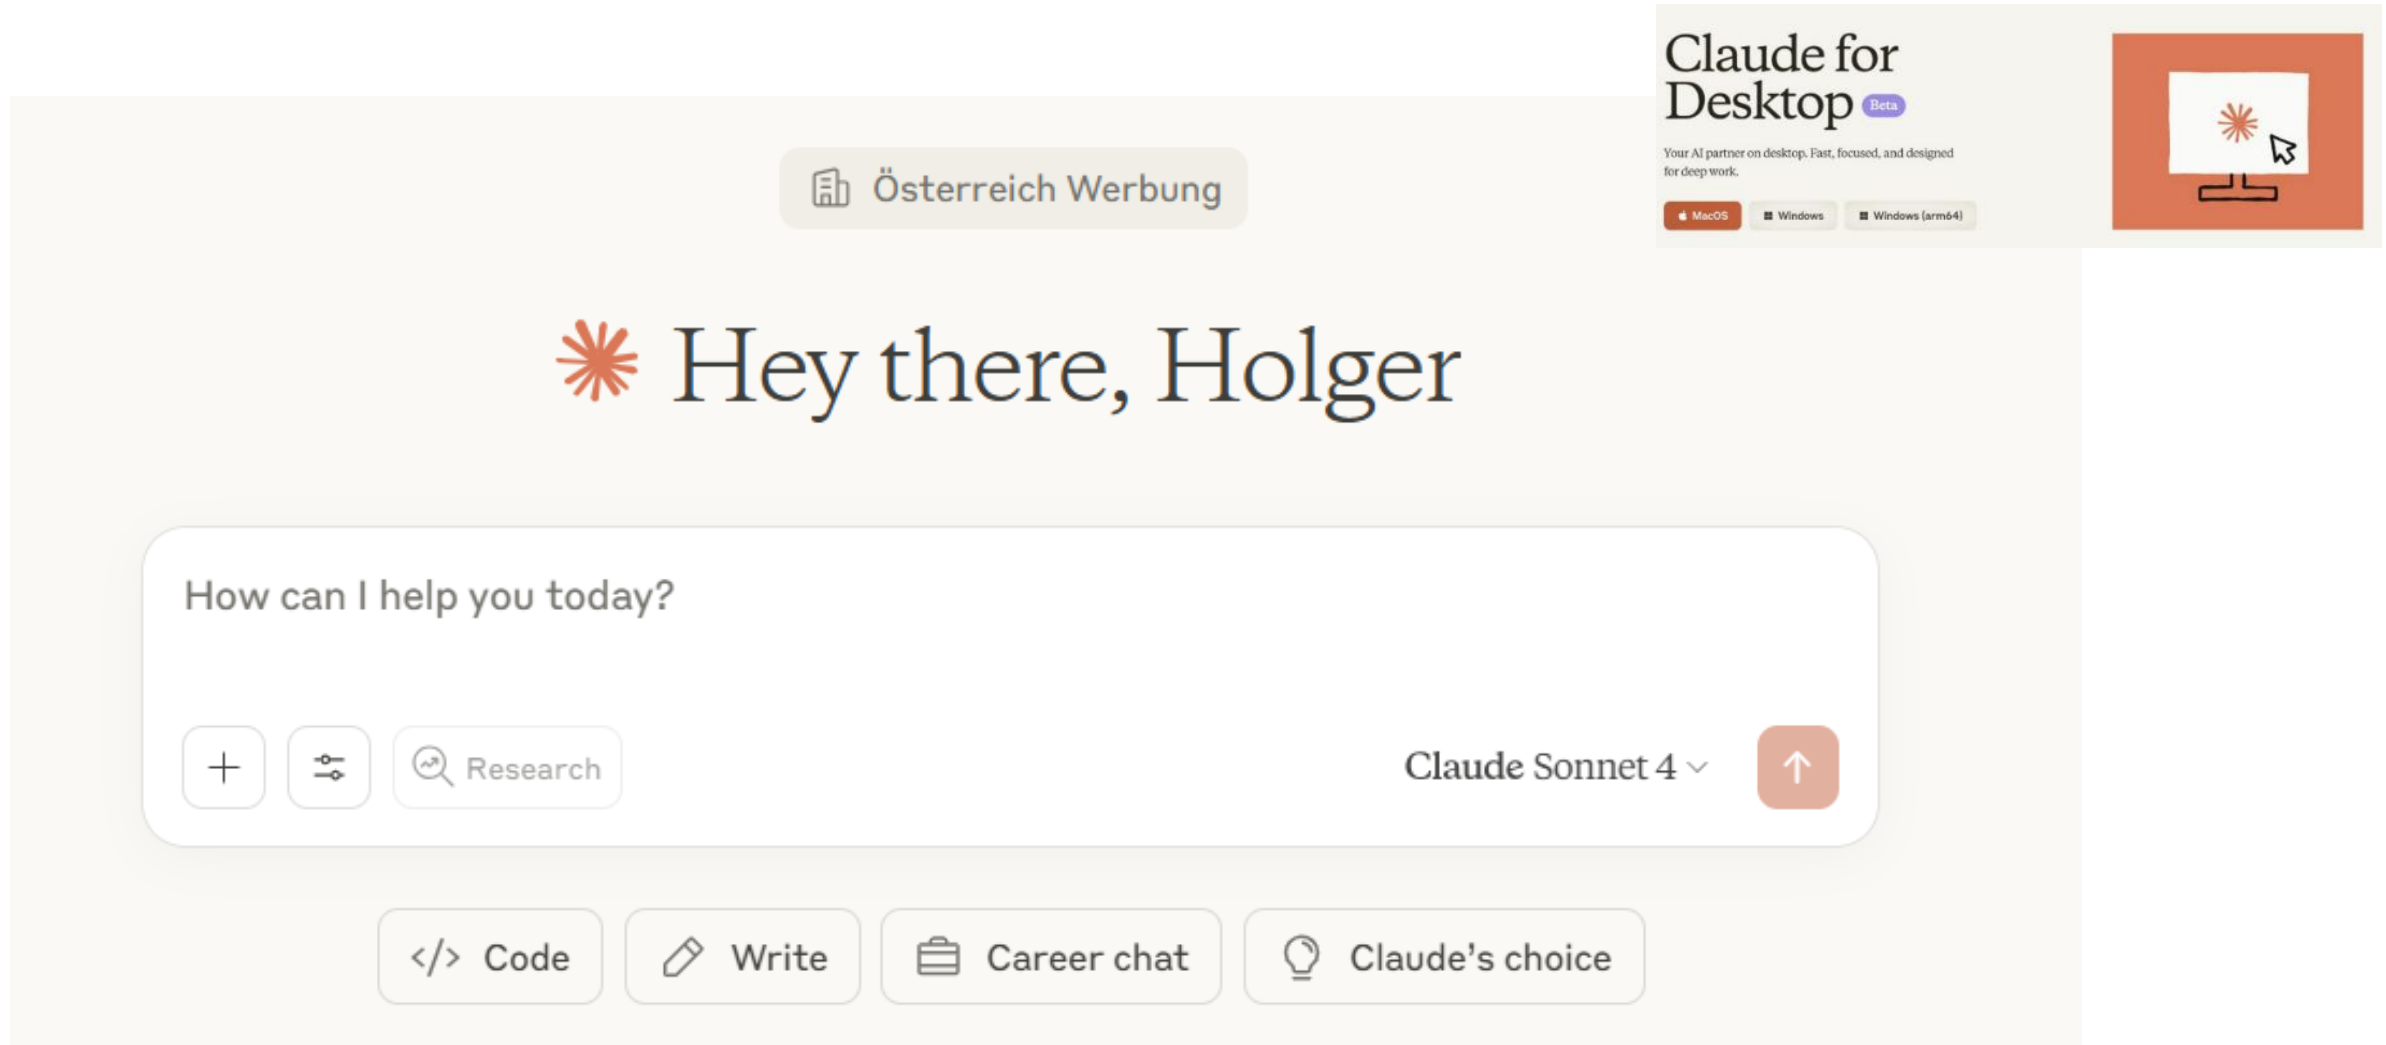 Claude for
Desktop Beta
Your AI partner on desktop. Fast, focused, and designed
for deep work.
MacOS Windows Windows (arm64)
Österreich Werbung
Hey there, Holger
How can I help you today?
Research Claude Sonnet 4
Code Write Career chat Claude's choice